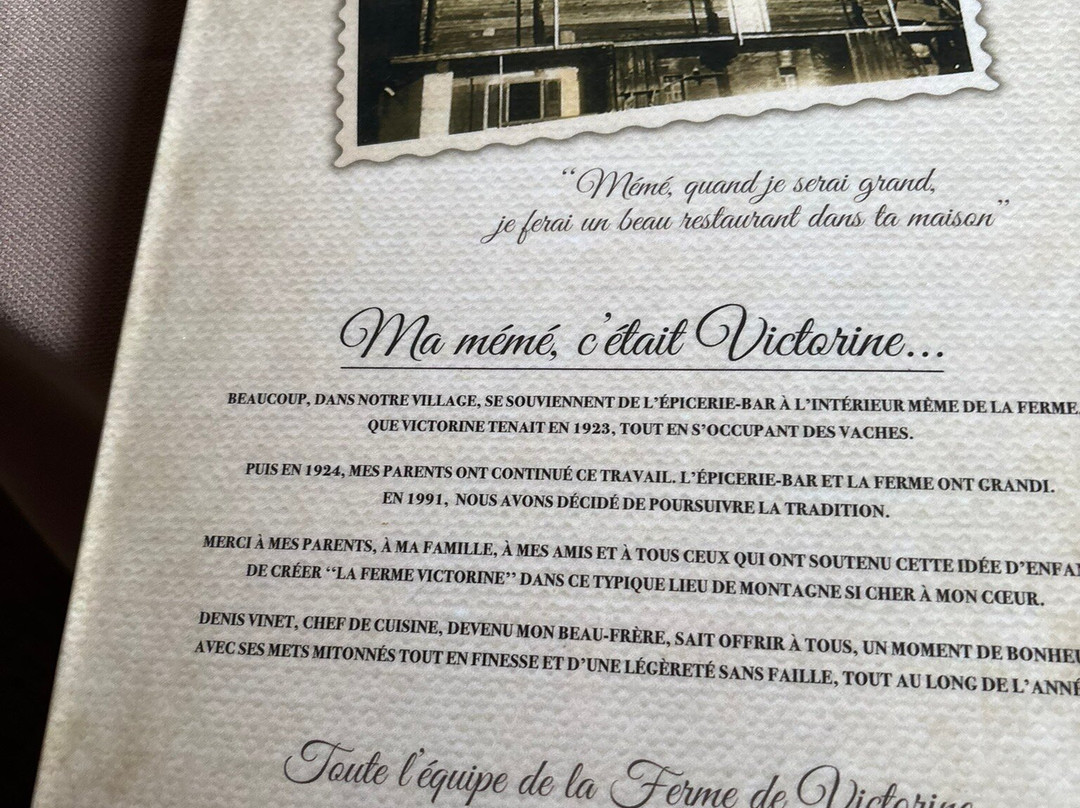 “Mémé, quand je serai grand,
je ferai un beau restaurant dans ta maison”
Ma mémé, c’était Victorine...
BEAUCOUP, DANS NOTRE VILLAGE, SE SOUVIENNENT DE L’ÉPICERIE-BAR À L’INTÉRIEUR MÊME DE LA FERME
QUE VICTORINE TENAIT EN 1923, TOUT EN S’OCCUPANT DES VACHES.
PUIS EN 1924, MES PARENTS ONT CONTINUÉ CE TRAVAIL. L’ÉPICERIE-BAR ET LA FERME ONT GRANDI.
EN 1991, NOUS AVONS DÉCIDÉ DE POURSUIVRE LA TRADITION.
MERCI À MES PARENTS, À MA FAMILLE, À MES AMIS ET À TOUS CEUX QUI ONT SOUTENU CETTE IDÉE
DE CRÉER “LA FERME VICTORINE” DANS CE TYPIQUE LIEU DE MONTAGNE SI CHER À MON CŒUR.
DENIS VINET, CHEF DE CUISINE, DEVENU MON BEAU-FRÈRE, SAIT OFFRIR À TOUS, UN MOMENT DE
AVEC SES METS MITONNÉS TOUT EN FINESSE ET D’UNE LÉGÈRETÉ SANS FAILLE, TOUT AU LONG DE
Toute l’équipe de la Ferme de Victorine